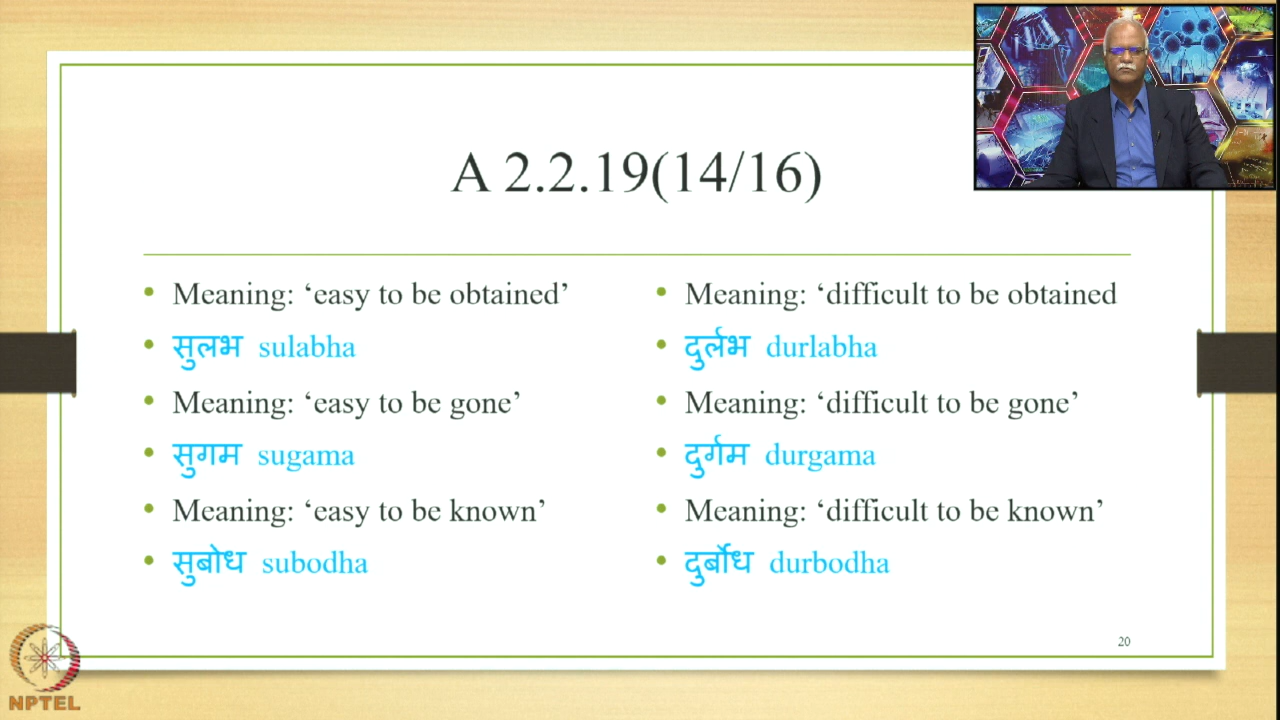 A 2.2.19(14/16)
• Meaning: ‘easy to be obtained’
• सुलभ sulabha
• Meaning: ‘easy to be gone’
• सुगम sugama
• Meaning: ‘easy to be known’
• सुबोध subodha
• Meaning: ‘difficult to be obtained
• दुर्लभ durlabha
• Meaning: ‘difficult to be gone’
• दुर्गम durgama
• Meaning: ‘difficult to be known’
• दुर्बोध durbodha
20
NPTEL